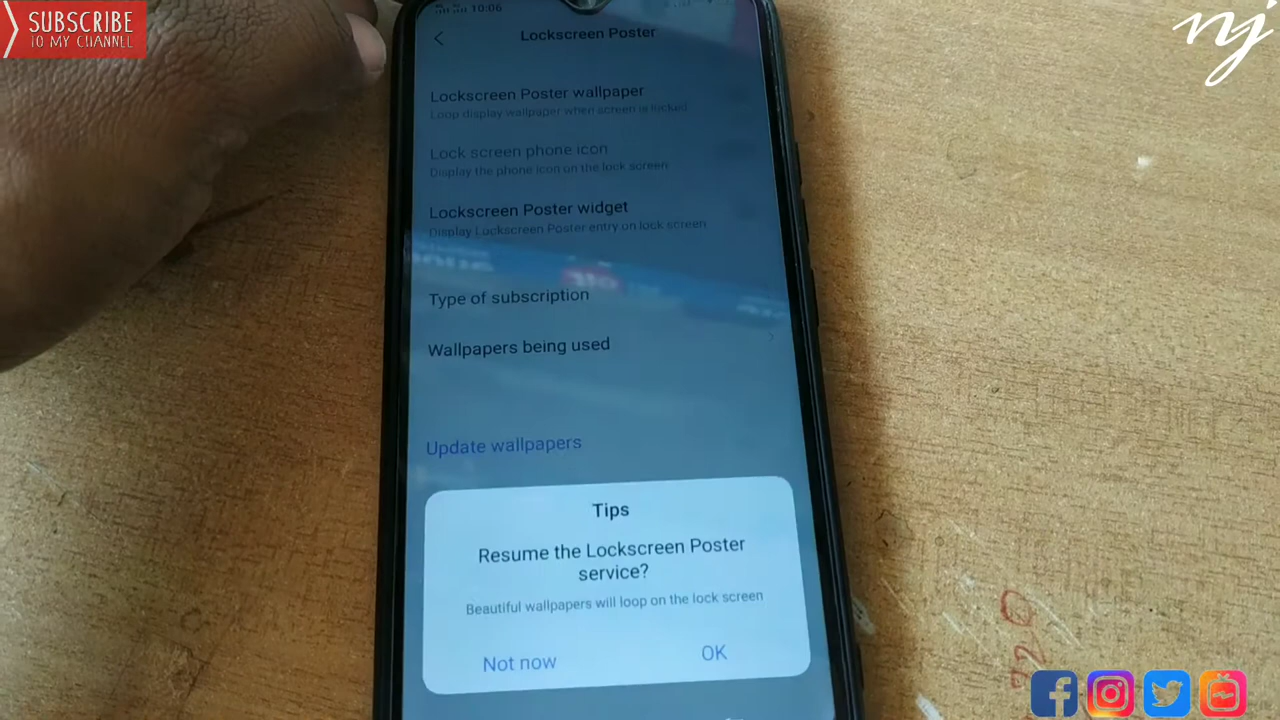 SUBSCRIBE
TO MY CHANNEL
nj
10:06
Lockscreen Poster
Lockscreen Poster wallpaper
Loop display wallpaper when screen is locked
Lock screen phone icon
Display the phone icon on the lock screen
Lockscreen Poster widget
Display Lockscreen Poster entry on lock screen
Type of subscription
Wallpapers being used
Update wallpapers
Tips
Resume the Lockscreen Poster
service?
Beautiful wallpapers will loop on the lock screen
Not now
OK